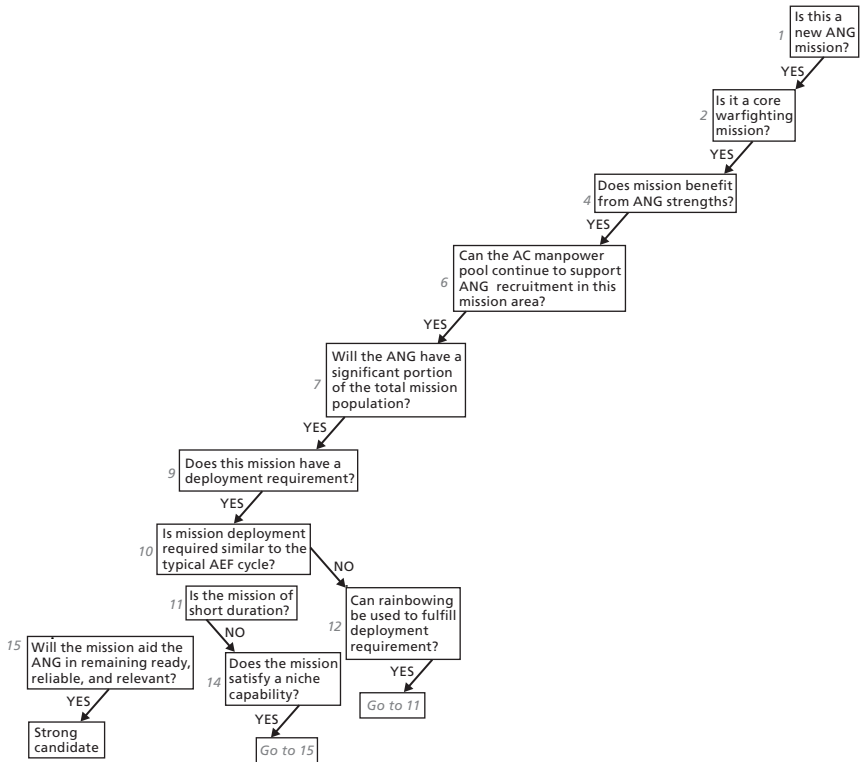 1
Is this a
new ANG
mission?
YES
2
Is it a core
warfighting
mission?
YES
4
Does mission benefit
from ANG strengths?
YES
6
Can the AC manpower
pool continue to support
ANG recruitment in this
mission area?
YES
7
Will the ANG have a
significant portion
of the total mission
population?
YES
9
Does this mission have a
deployment requirement?
YES
10
Is mission deployment
required similar to the
typical AEF cycle?
NO
11
Is the mission of
short duration?
NO
12
Can rainbowing
be used to fulfill
deployment
requirement?
YES
Go to 11
14
Does the mission
satisfy a niche
capability?
YES
Go to 15
15
Will the mission aid the
ANG in remaining ready,
reliable, and relevant?
YES
Strong
candidate